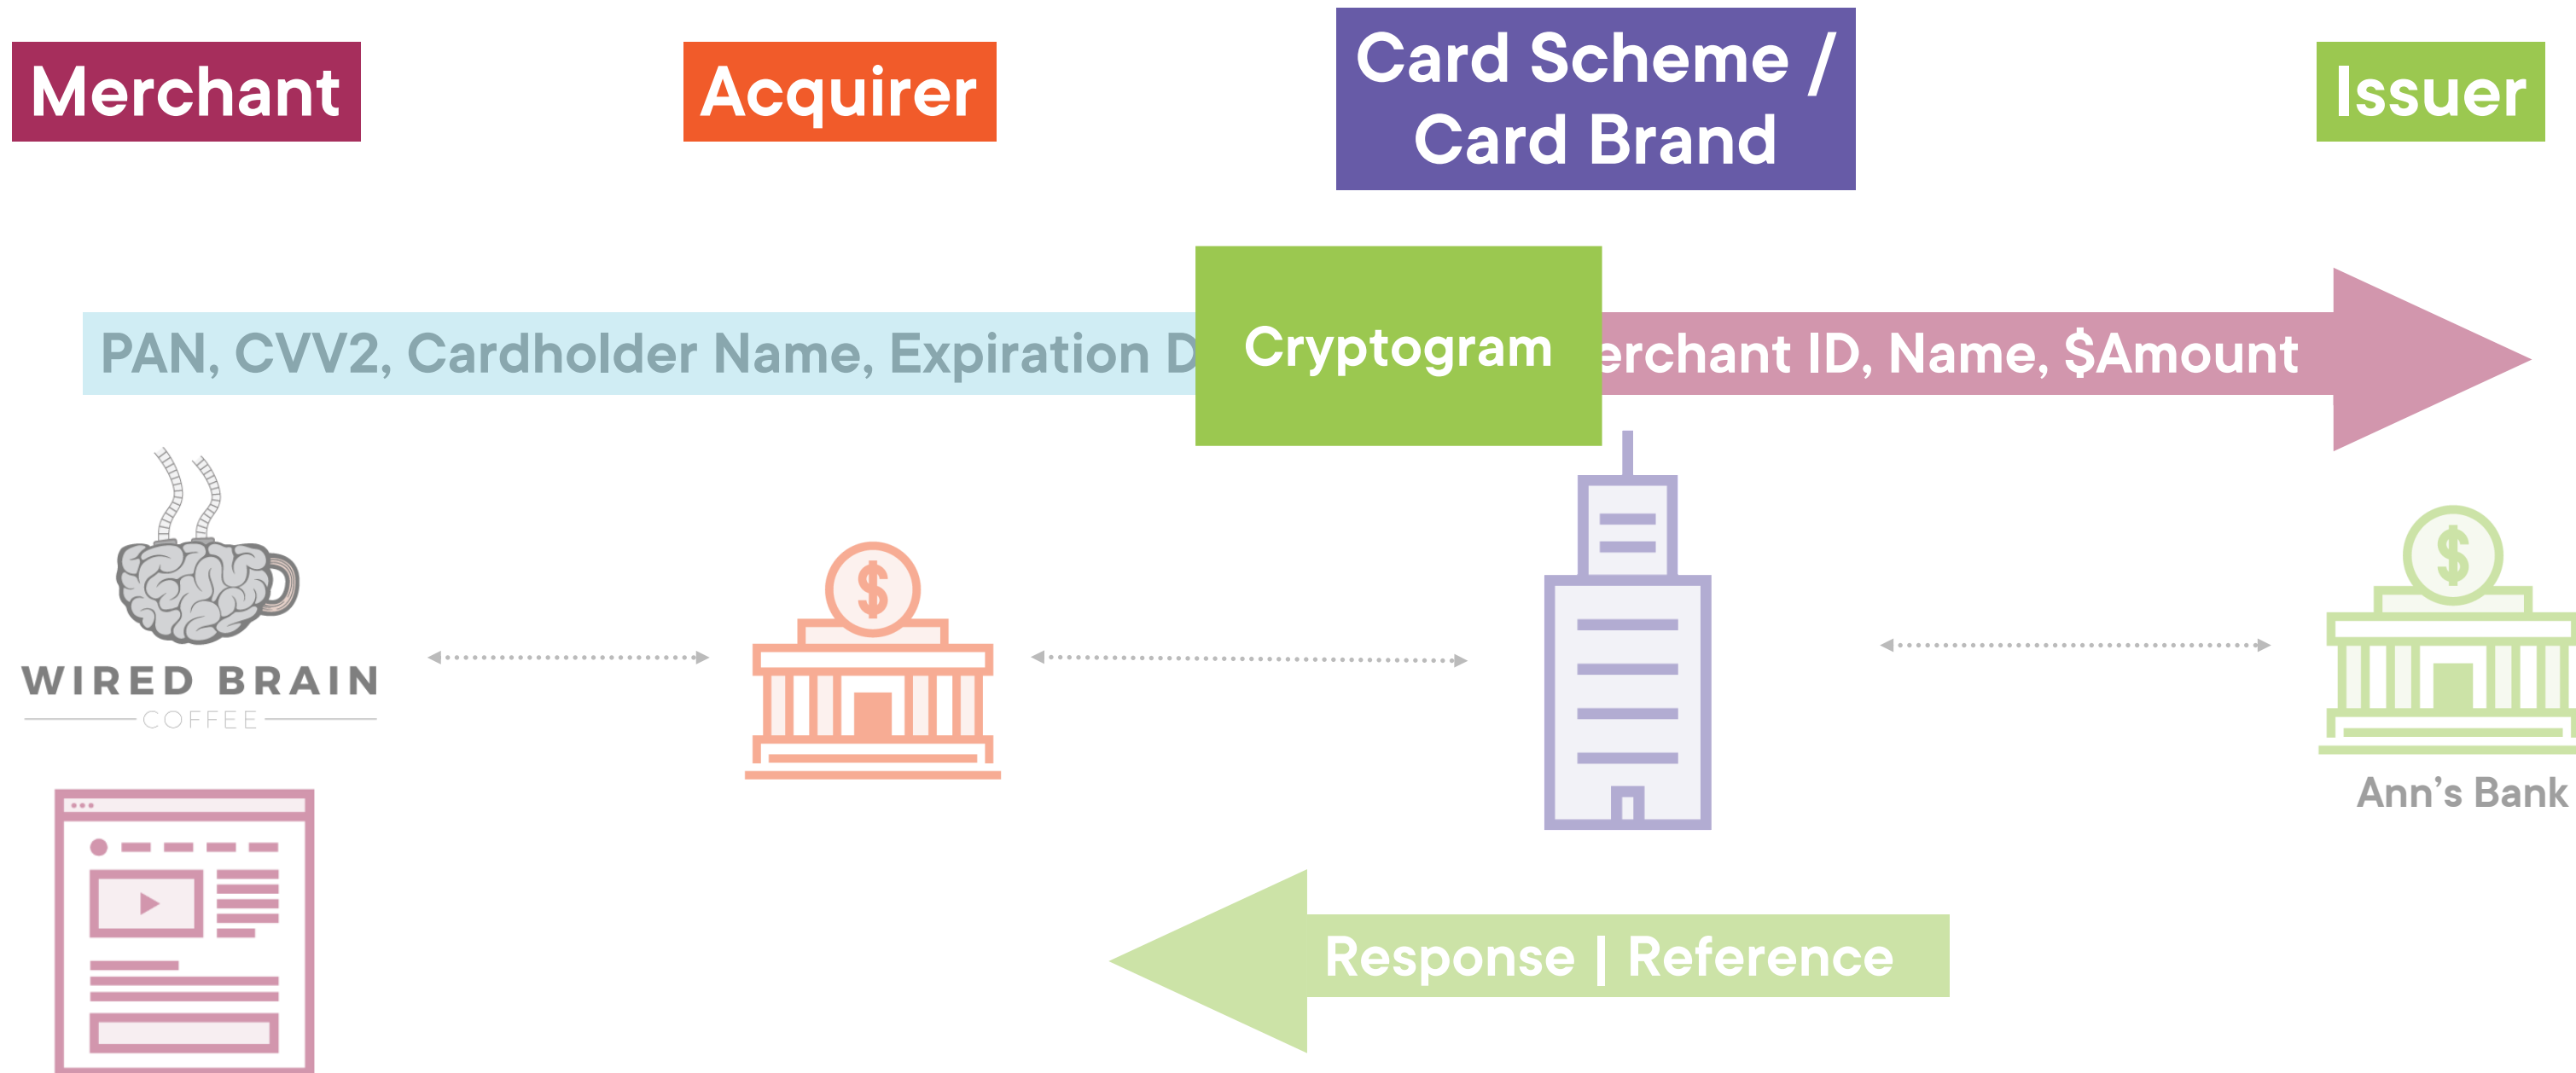 Merchant
Acquirer
Card Scheme /
Card Brand
Issuer
PAN, CVV2, Cardholder Name, Expiration D
Cryptogram
erchant ID, Name, $Amount
WIRED BRAIN
COFFEE
$
$
Ann's Bank
Response | Reference